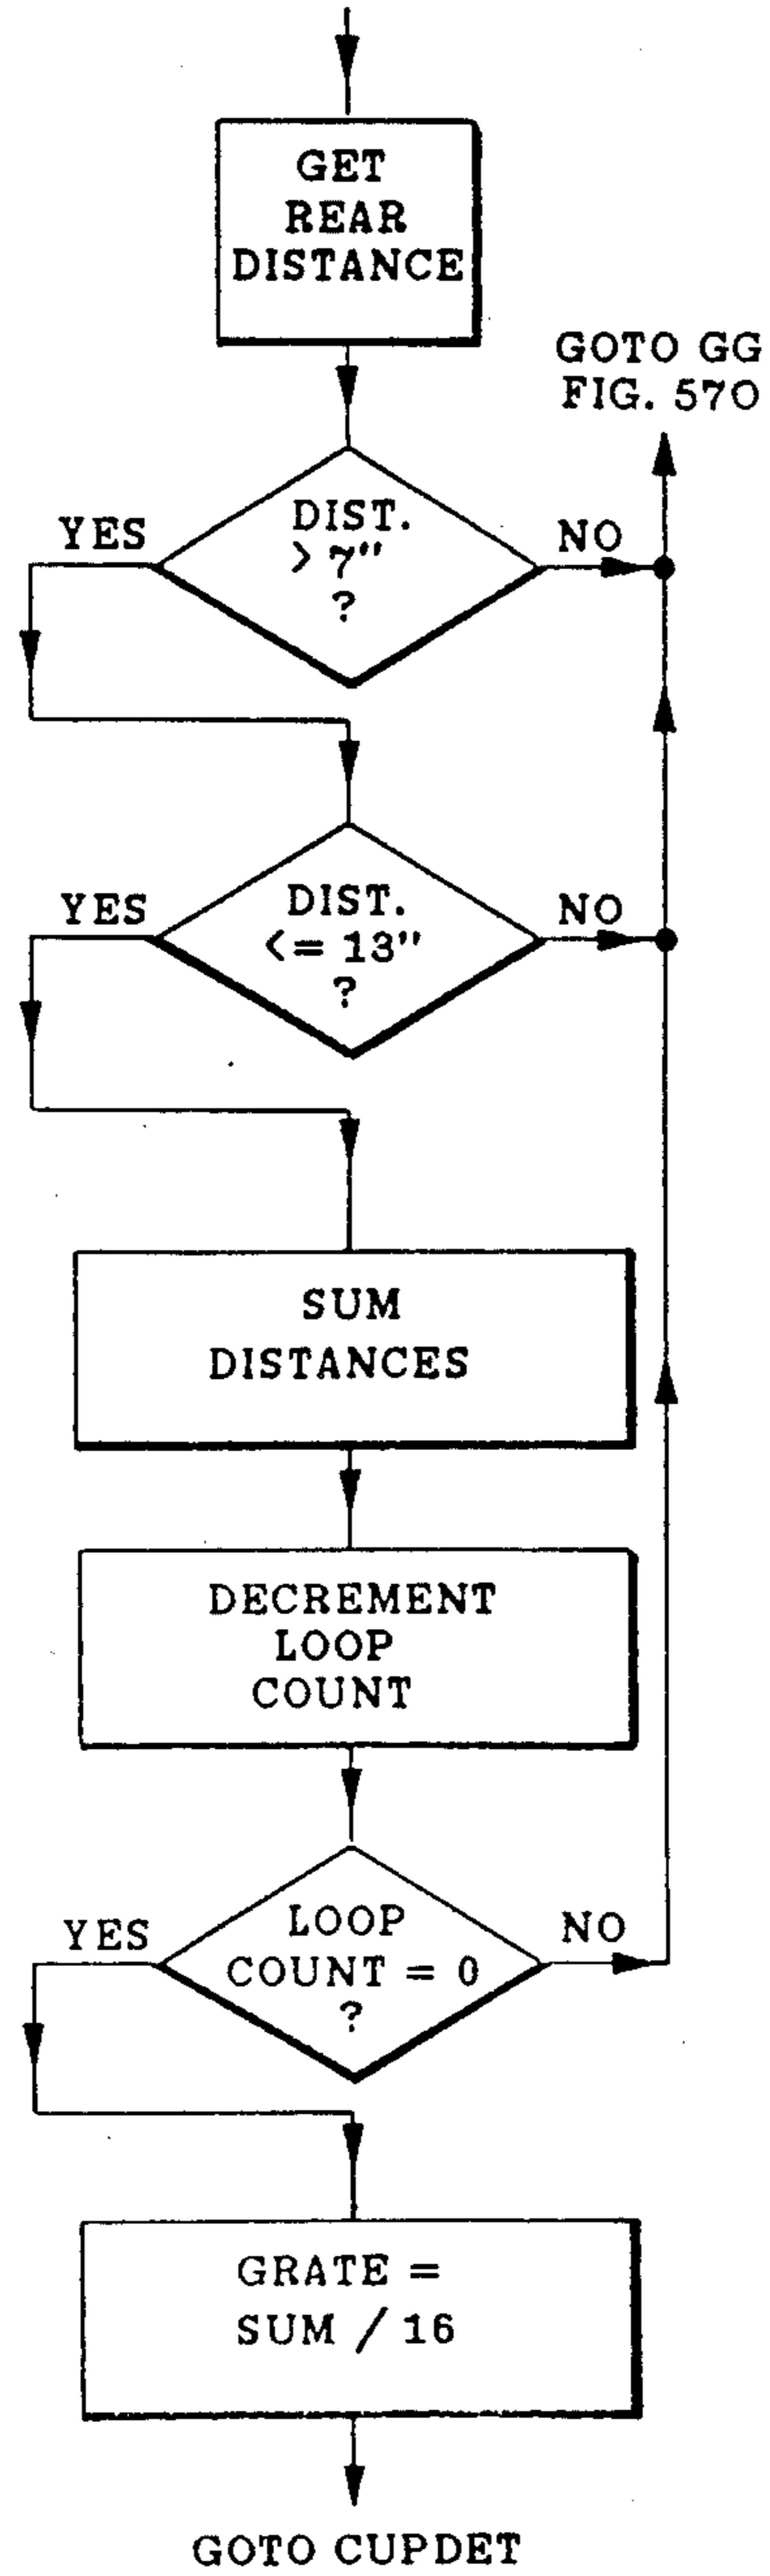 GET
REAR
DISTANCE
GOTO GG
FIG. 570
DIST.
> 7"
?
YES
NO
DIST.
<= 13"
?
YES
NO
SUM
DISTANCES
DECREMENT
LOOP
COUNT
LOOP
COUNT = 0
?
YES
NO
GRATE =
SUM / 16
GOTO CUPDET